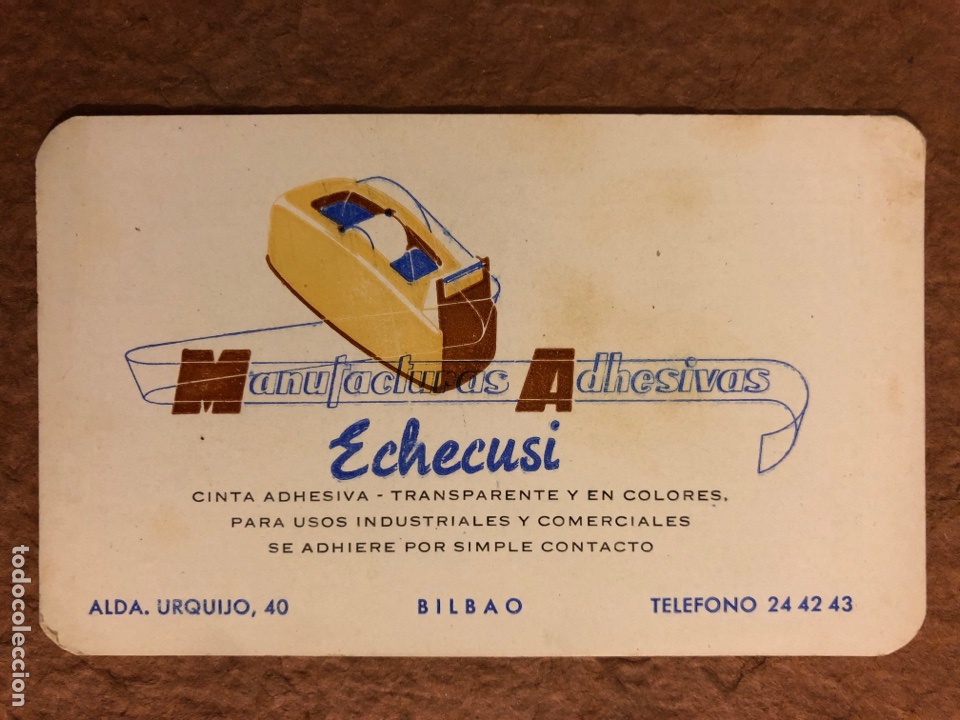 Manufacturas Adhesivas
Echecusi
CINTA ADHESIVA - TRANSPARENTE Y EN COLORES.
PARA USOS INDUSTRIALES Y COMERCIALES
SE ADHIERE POR SIMPLE CONTACTO
ALDA. URQUIJO, 40 BILBAO TELEFONO 24 42 43
todocoleccion